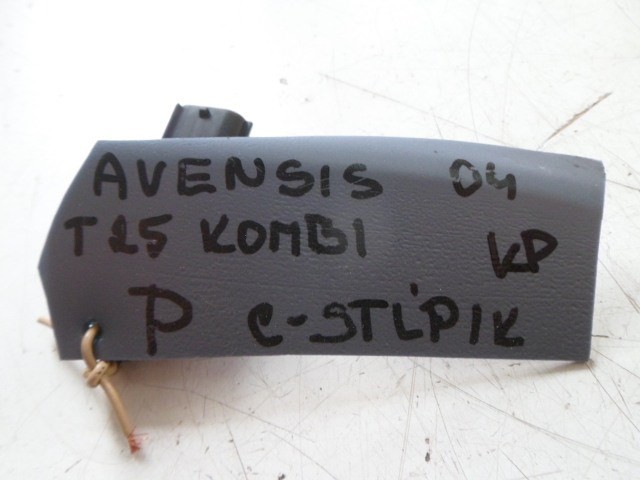 AVENSIS 04
T25 KOMBI KP
P C-STĹPIK